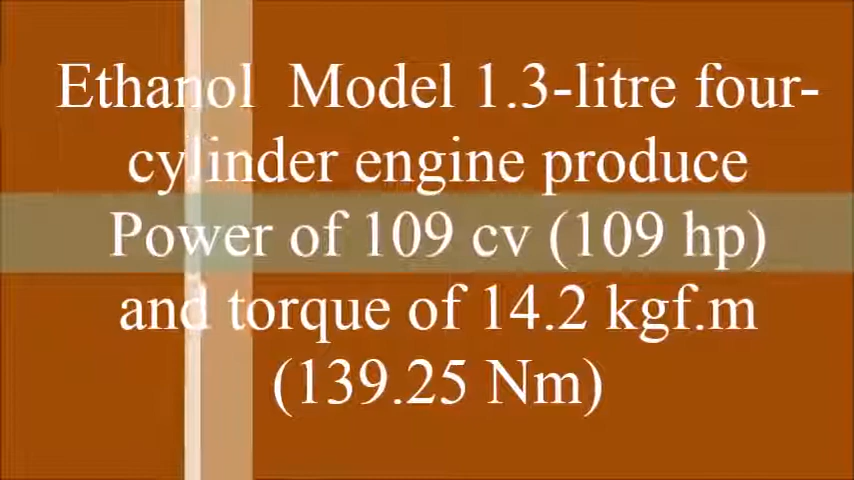 Ethanol  Model 1.3-litre four-
cylinder engine produce
Power of 109 cv (109 hp)
and torque of 14.2 kgf.m
(139.25 Nm)